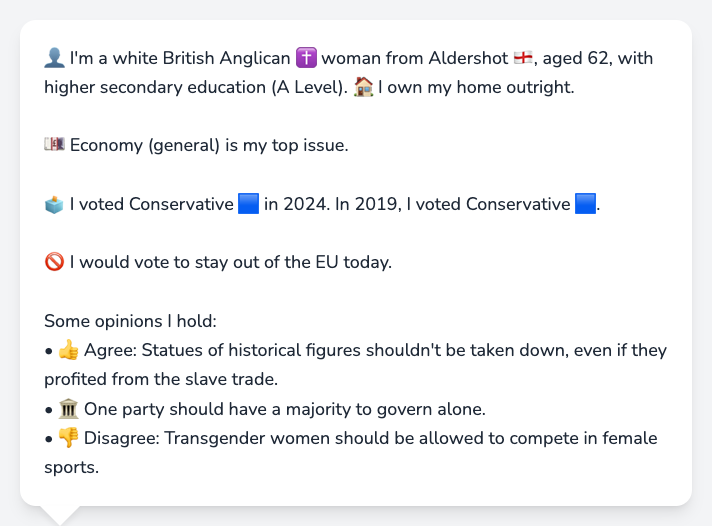 👤 I'm a white British Anglican ✝️ woman from Aldershot 🏴󠁧󠁢󠁥󠁮󠁧󠁿, aged 62, with
higher secondary education (A Level). 🏠 I own my home outright.
💷 Economy (general) is my top issue.
🗳️ I voted Conservative 🟦 in 2024. In 2019, I voted Conservative 🟦.
🚫 I would vote to stay out of the EU today.
Some opinions I hold:
• 👍 Agree: Statues of historical figures shouldn't be taken down, even if they
profited from the slave trade.
• 🏛️ One party should have a majority to govern alone.
• 👎 Disagree: Transgender women should be allowed to compete in female
sports.